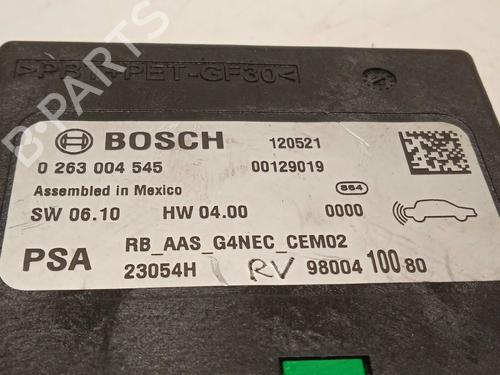 >PBT+PET-GF30<
BOSCH 120521
0 263 004 545 00129019
Assembled in Mexico 864
SW 06.10 HW 04.00 0000
RB_AAS_G4NEC_CEM02
PSA 23054H RV 98004 100 80
B-PARTS